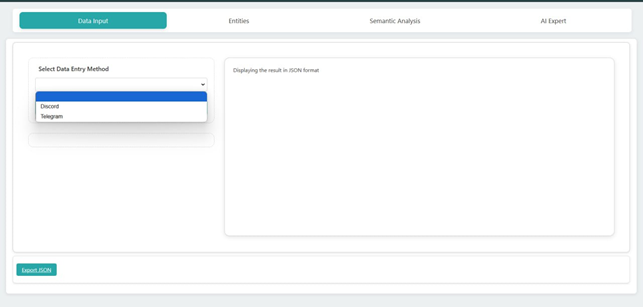 Data Input
Entities
Semantic Analysis
AI Expert
Select Data Entry Method
Discord
Telegram
Displaying the result in JSON format
Export JSON